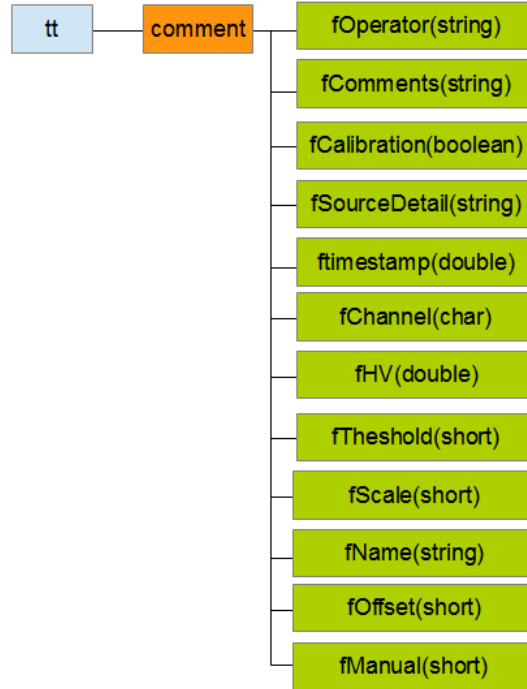 tt
comment
fOperator(string)
fComments(string)
fCalibration(boolean)
fSourceDetail(string)
ftimestamp(double)
fChannel(char)
fHV(double)
fTheshold(short)
fScale(short)
fName(string)
fOffset(short)
fManual(short)